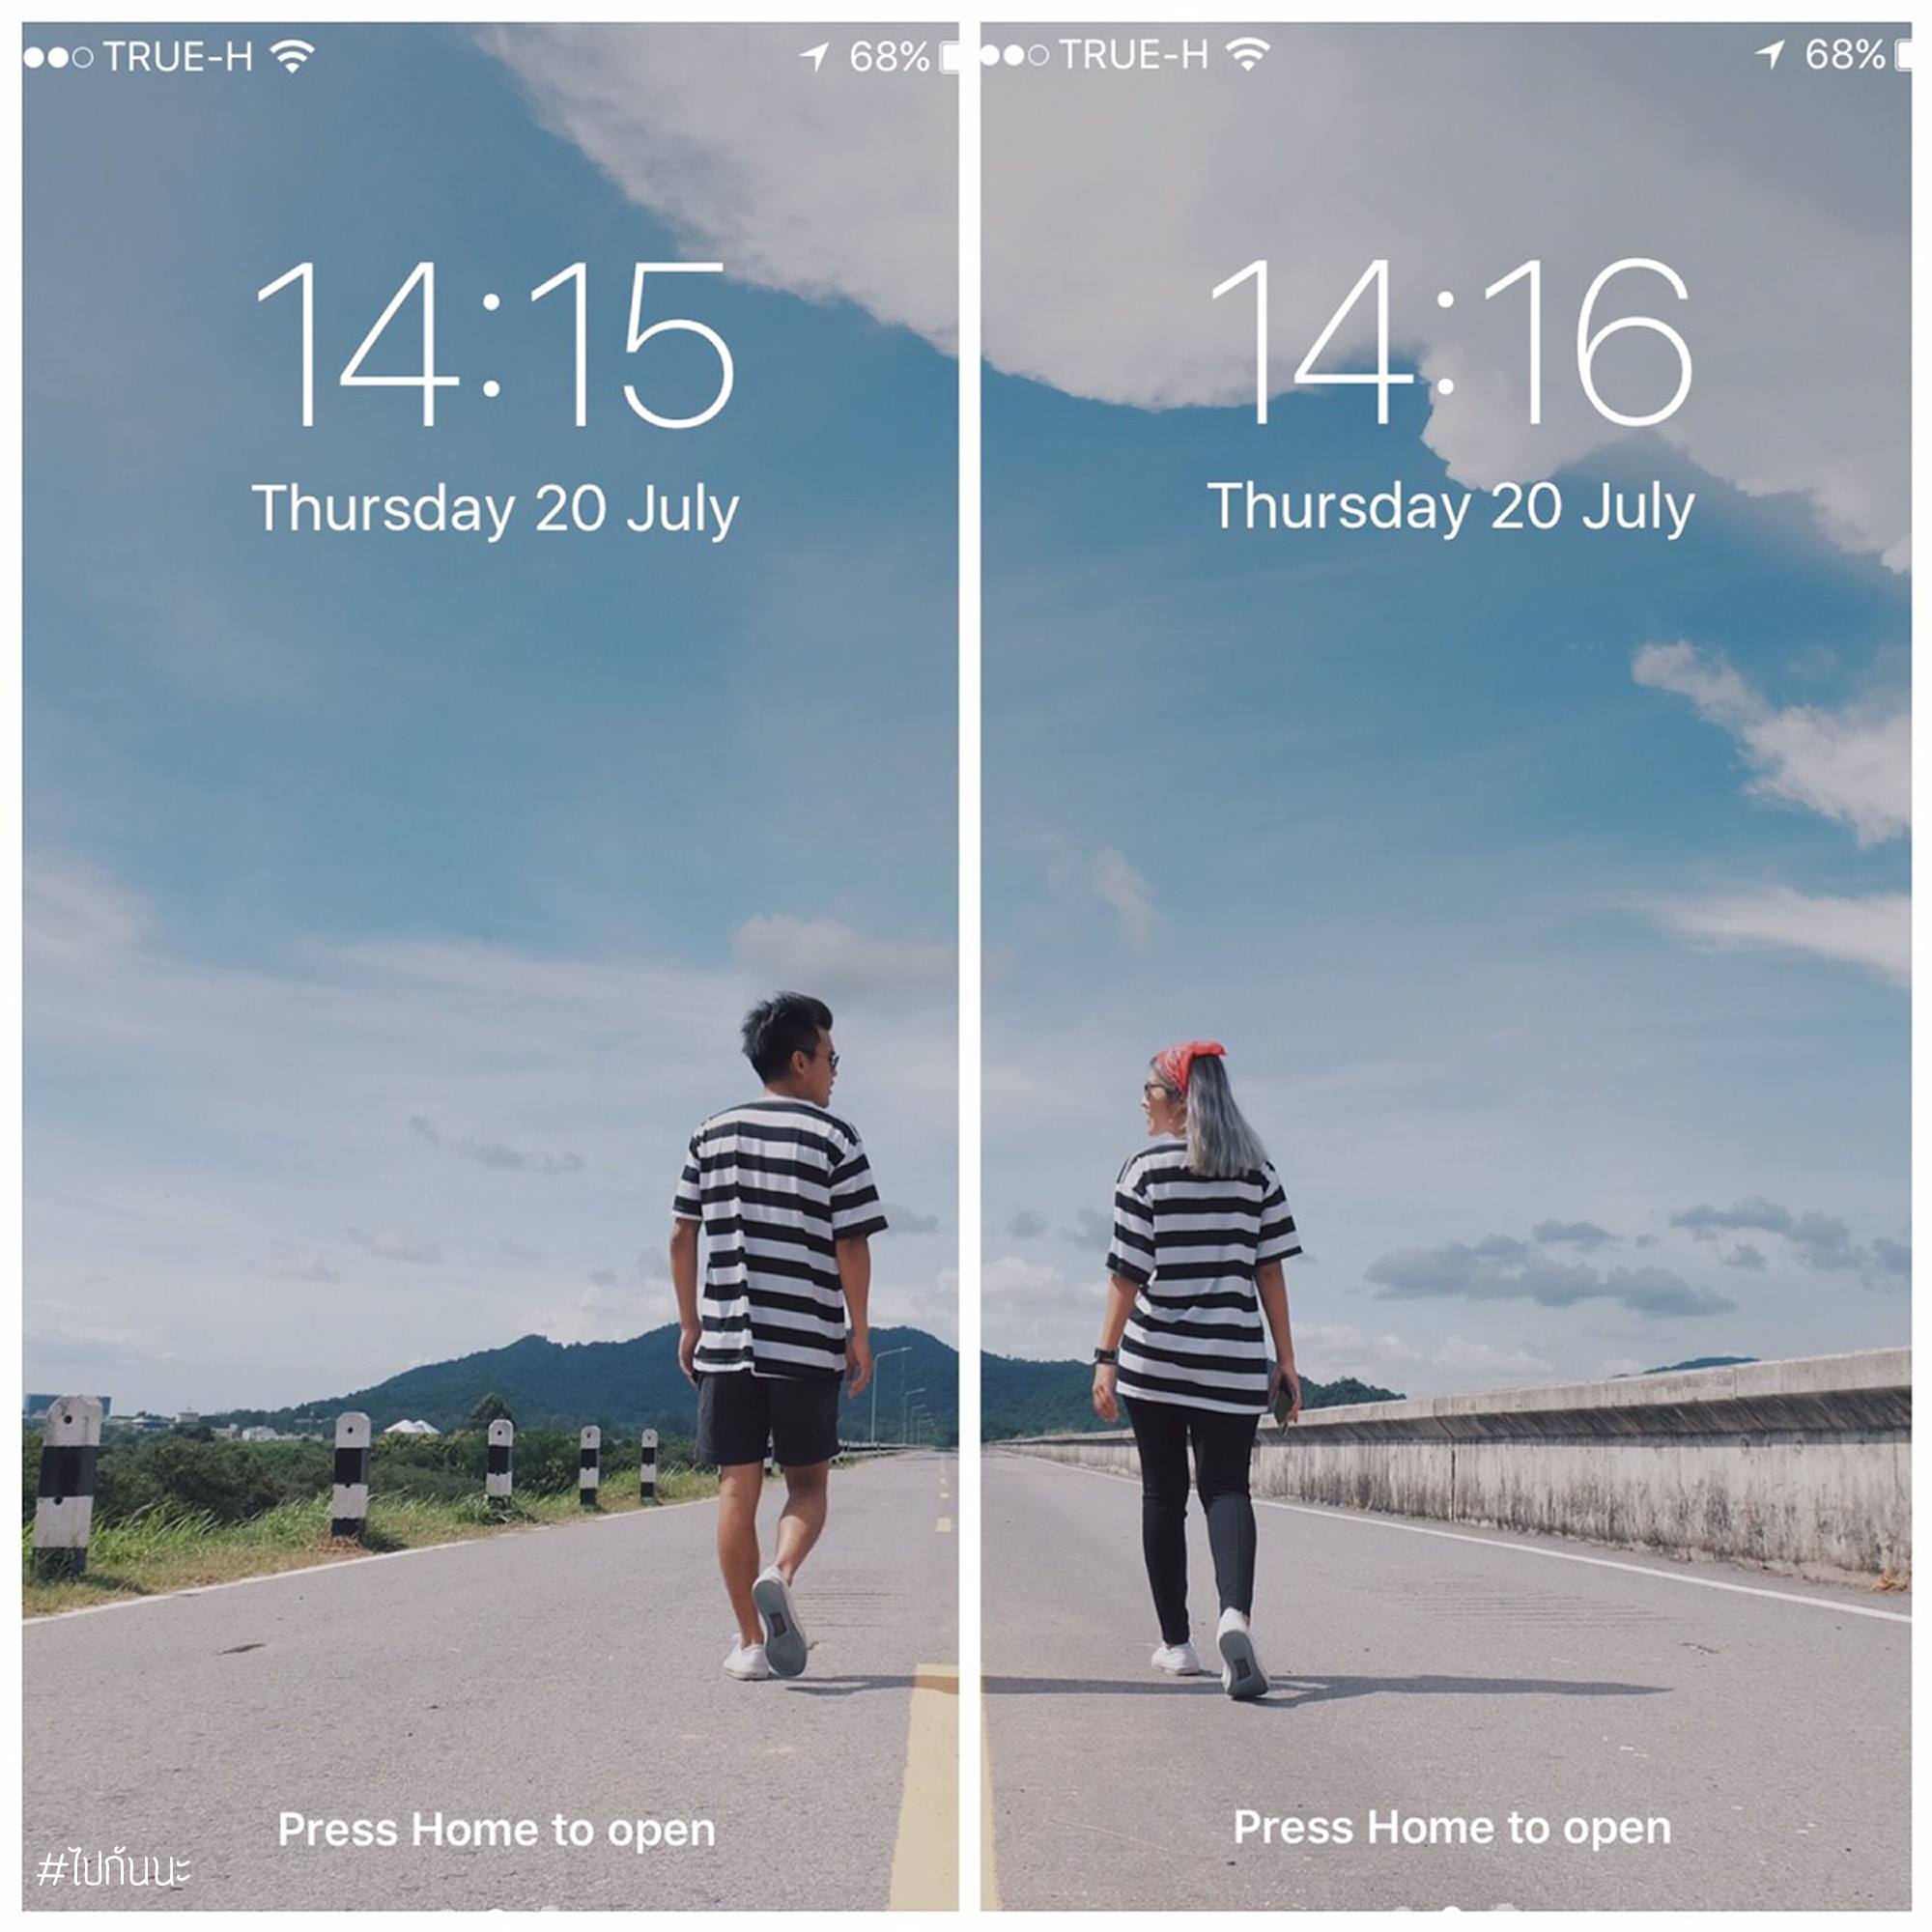 TRUE-H 68%
14:15
Thursday 20 July
Press Home to open
#ไปกันนะ
TRUE-H 68%
14:16
Thursday 20 July
Press Home to open